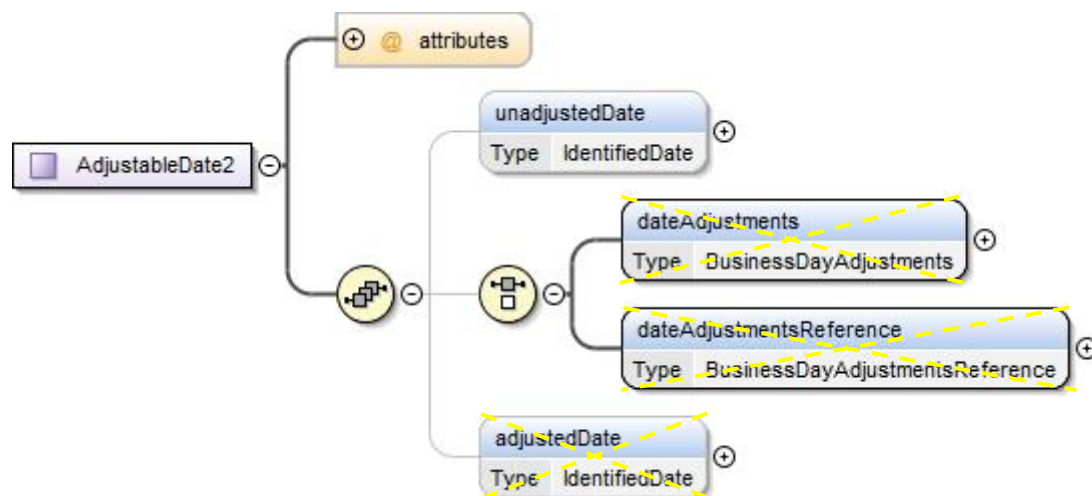 @ attributes
unadjustedDate
Type IdentifiedDate
AdjustableDate2
dateAdjustments
Type BusinessDayAdjustments
dateAdjustmentsReference
Type BusinessDayAdjustmentsReference
adjustedDate
Type IdentifiedDate